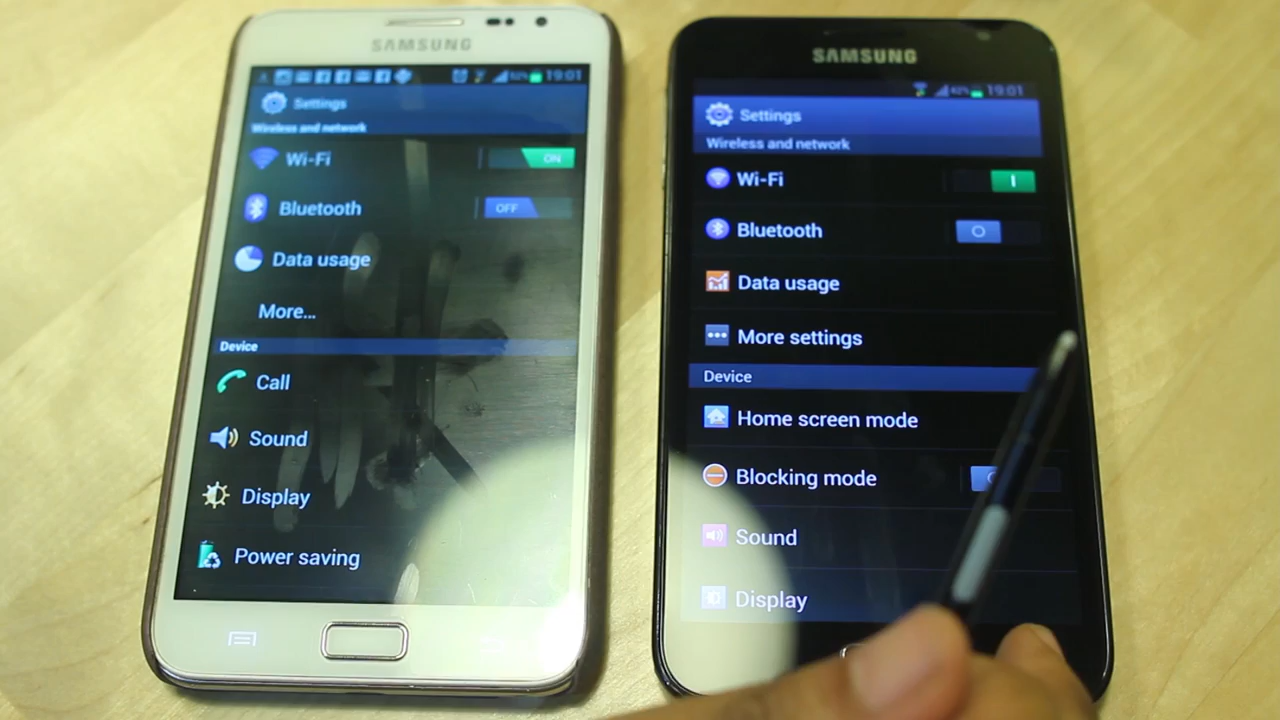 SAMSUNG
19:01
Settings
Wireless and network
Wi-Fi
ON
Bluetooth
OFF
Data usage
More...
Device
Call
Sound
Display
Power saving
SAMSUNG
19:01
Settings
Wireless and network
Wi-Fi
Bluetooth
Data usage
More settings
Device
Home screen mode
Blocking mode
Sound
Display